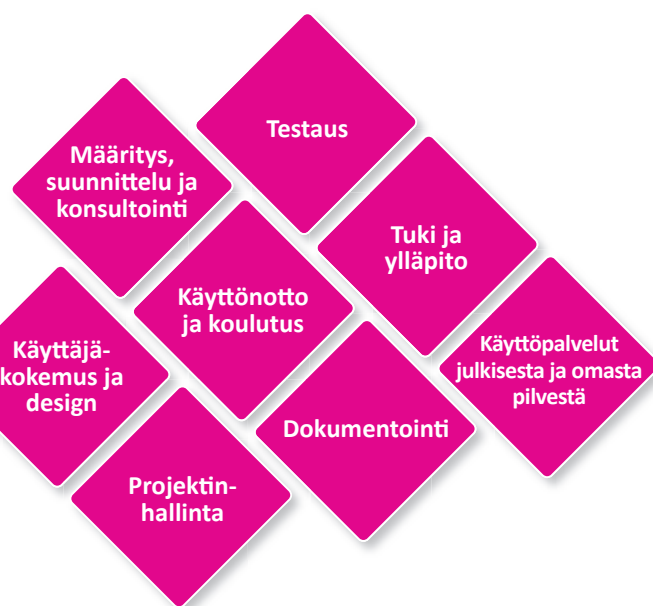 Testaus
Määritys,
suunnittelu ja
konsultointi
Tuki ja
ylläpito
Käyttönotto
ja koulutus
Käyttöpalvelut
julkisesta ja omasta
pilvestä
Käyttäjä-
kokemus ja
design
Dokumentointi
Projektin-
hallinta